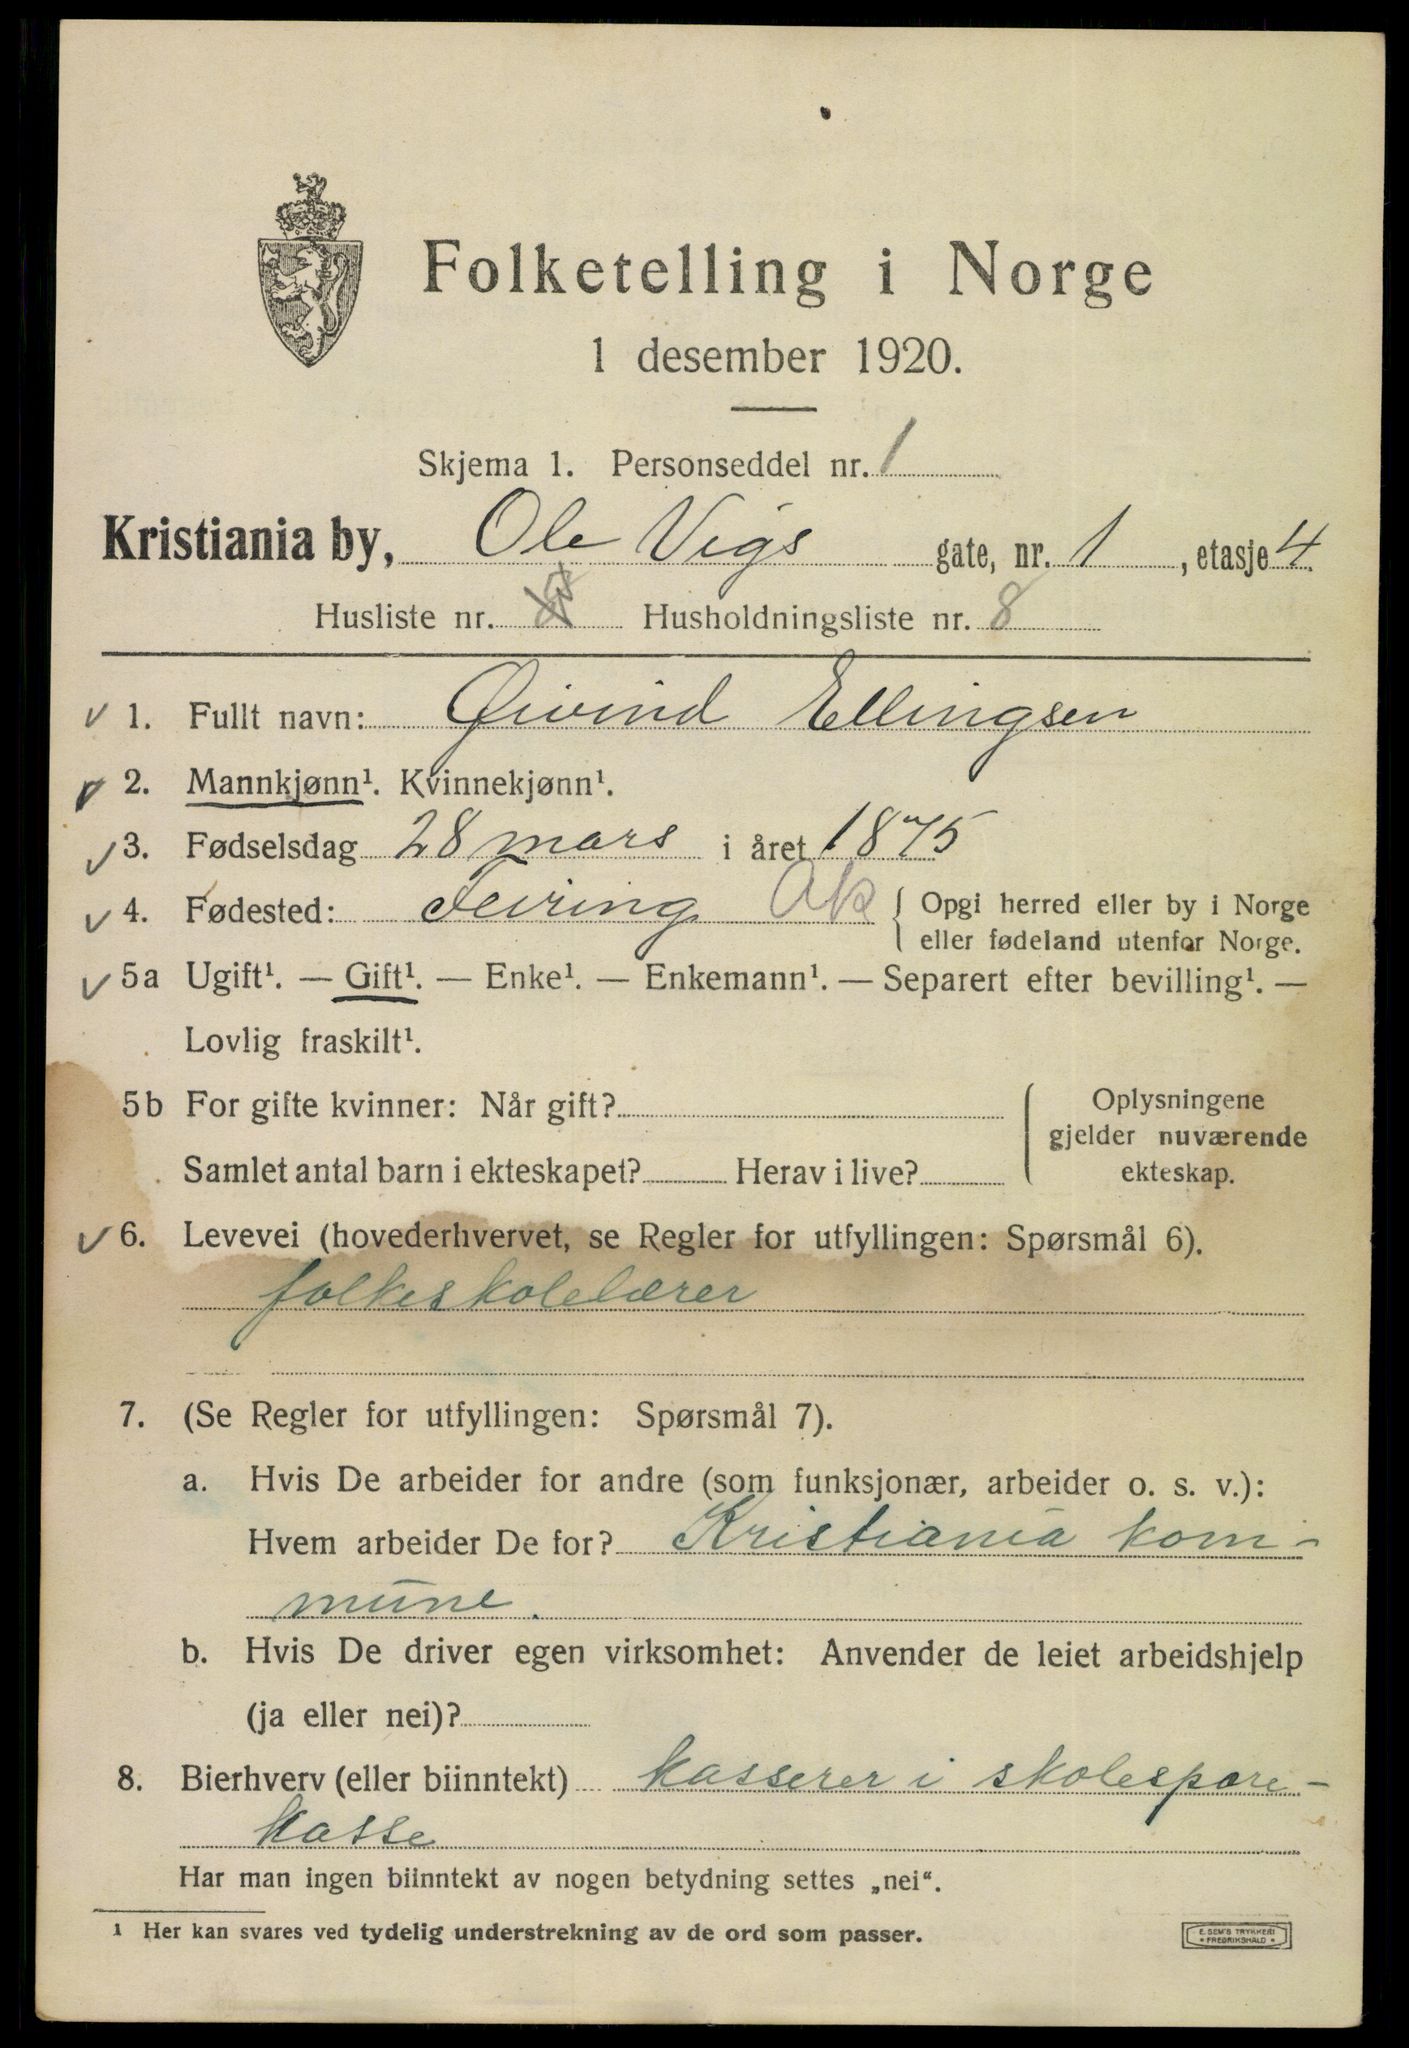 Folketelling i Norge
1 desember 1920.
Skjema 1. Personseddel nr. 1
Kristiania by, Ole Vigs gate, nr. 1, etasje 4.
Husliste nr. Husholdningsliste nr. 8
1. Fullt navn: Øivind Ellingsen
2. Mannkjønn¹. Kvinnekjønn¹.
3. Fødselsdag 28 mars i året 1875
4. Fødested: Feiring Ak { Opgi herred eller by i Norge
eller fødeland utenfor Norge.
5a Ugift¹. — Gift¹. — Enke¹. — Enkemann¹. — Separert efter bevilling¹. —
Lovlig fraskilt¹.
5b For gifte kvinner: Når gift?
Samlet antal barn i ekteskapet? Herav i live?
Oplysningene
gjelder nuværende
ekteskap.
6. Levevei (hovederhvervet, se Regler for utfyllingen: Spørsmål 6).
folkeskolelærer
7. (Se Regler for utfyllingen: Spørsmål 7).
a. Hvis De arbeider for andre (som funksjonær, arbeider o. s. v.):
Hvem arbeider De for? Kristiania kom-
mune.
b. Hvis De driver egen virksomhet: Anvender de leiet arbeidshjelp
(ja eller nei)?
8. Bierhverv (eller biinntekt) kasserer i skolespare-
kasse
Har man ingen biinntekt av nogen betydning settes „nei“.
1 Her kan svares ved tydelig understrekning av de ord som passer.
E. SEM'S TRYKKERI
• FREDRIKSHALD •